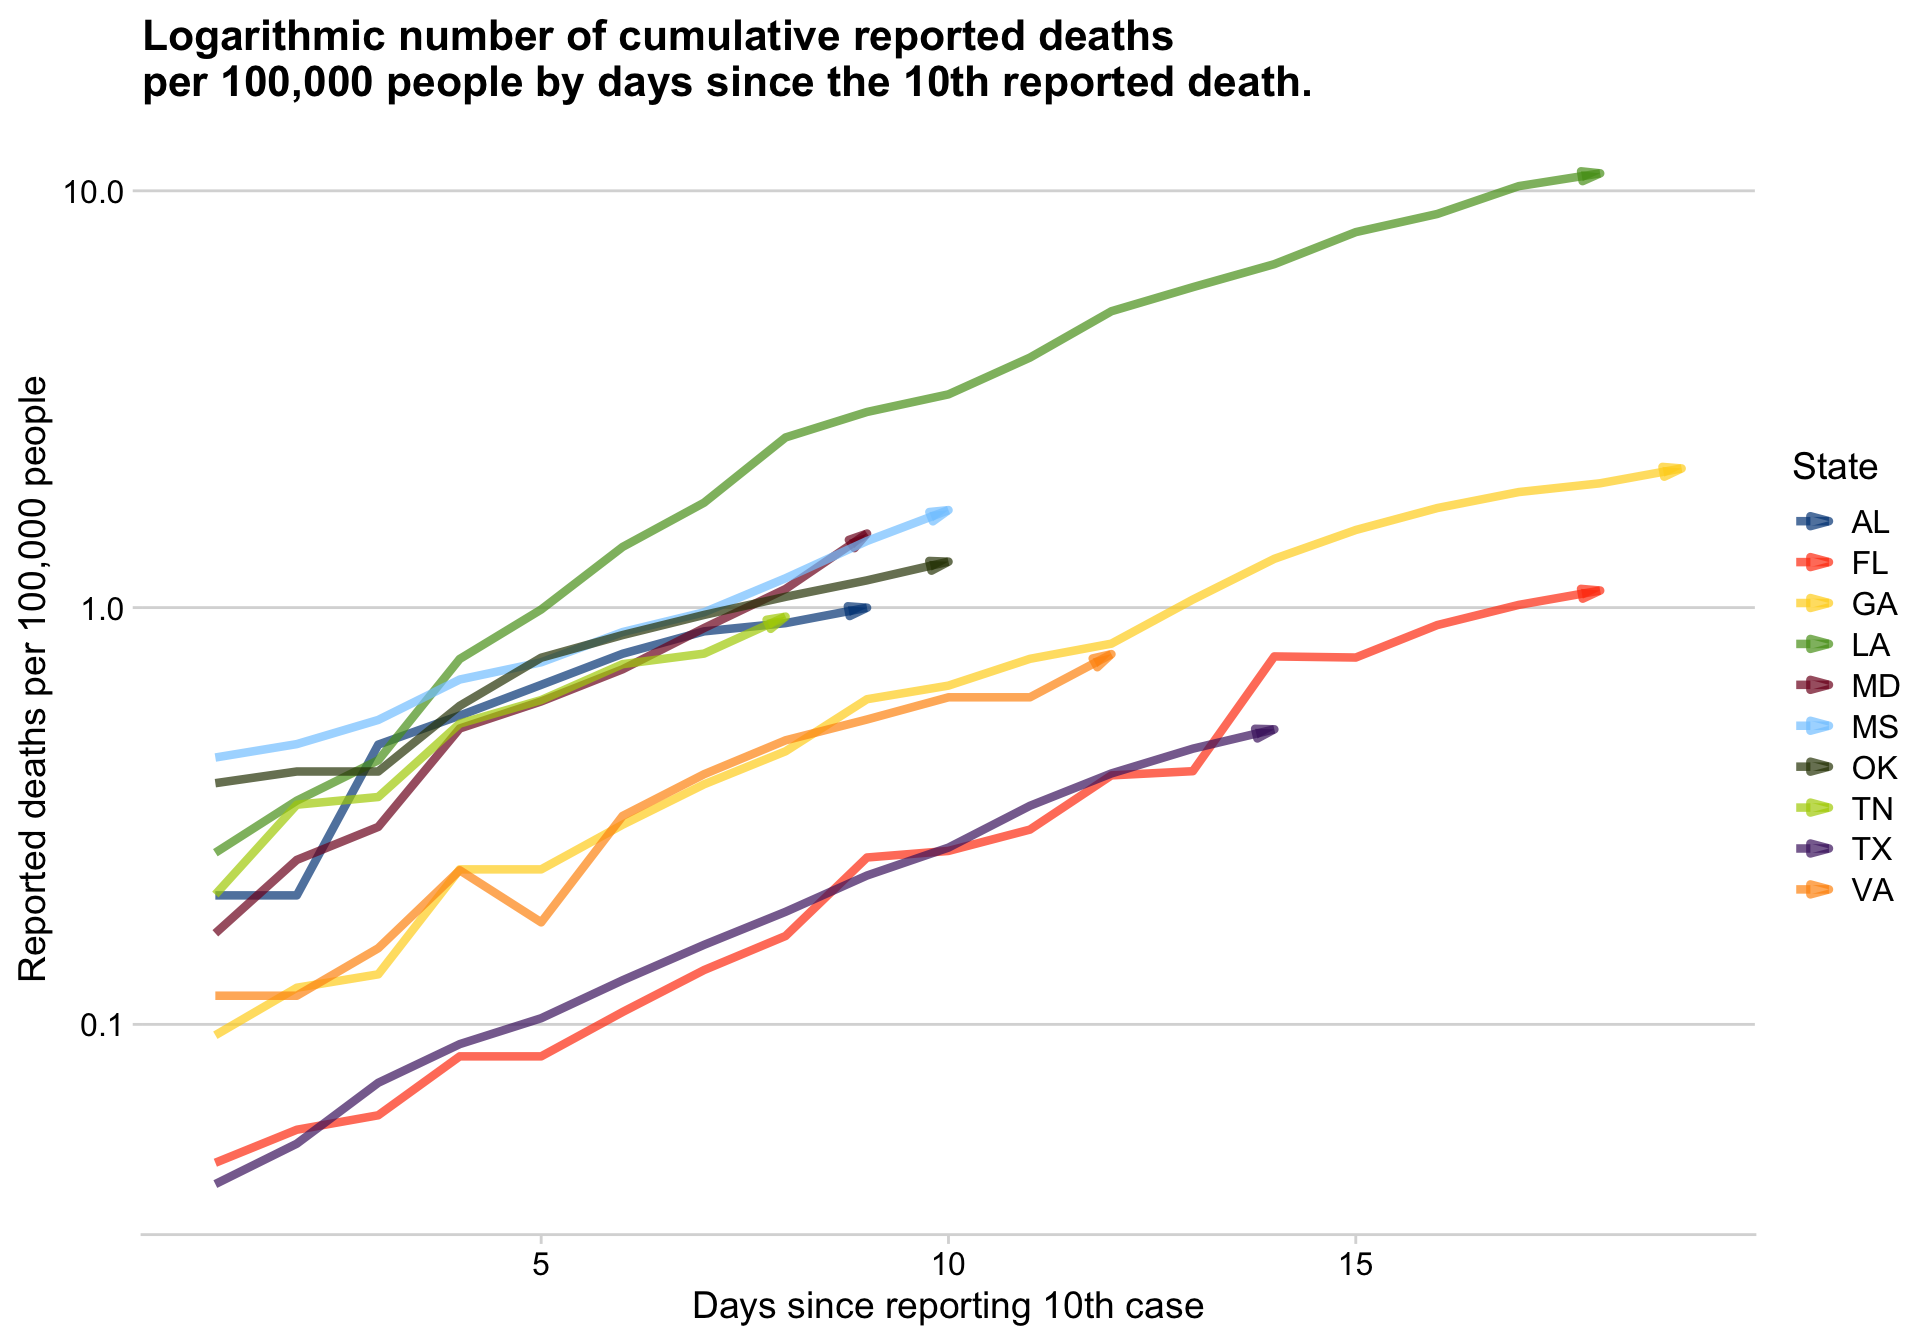 Logarithmic number of cumulative reported deaths
per 100,000 people by days since the 10th reported death.
Reported deaths per 100,000 people
10.0
1.0
0.1
5
10
15
Days since reporting 10th case
State
AL
FL
GA
LA
MD
MS
OK
TN
TX
VA